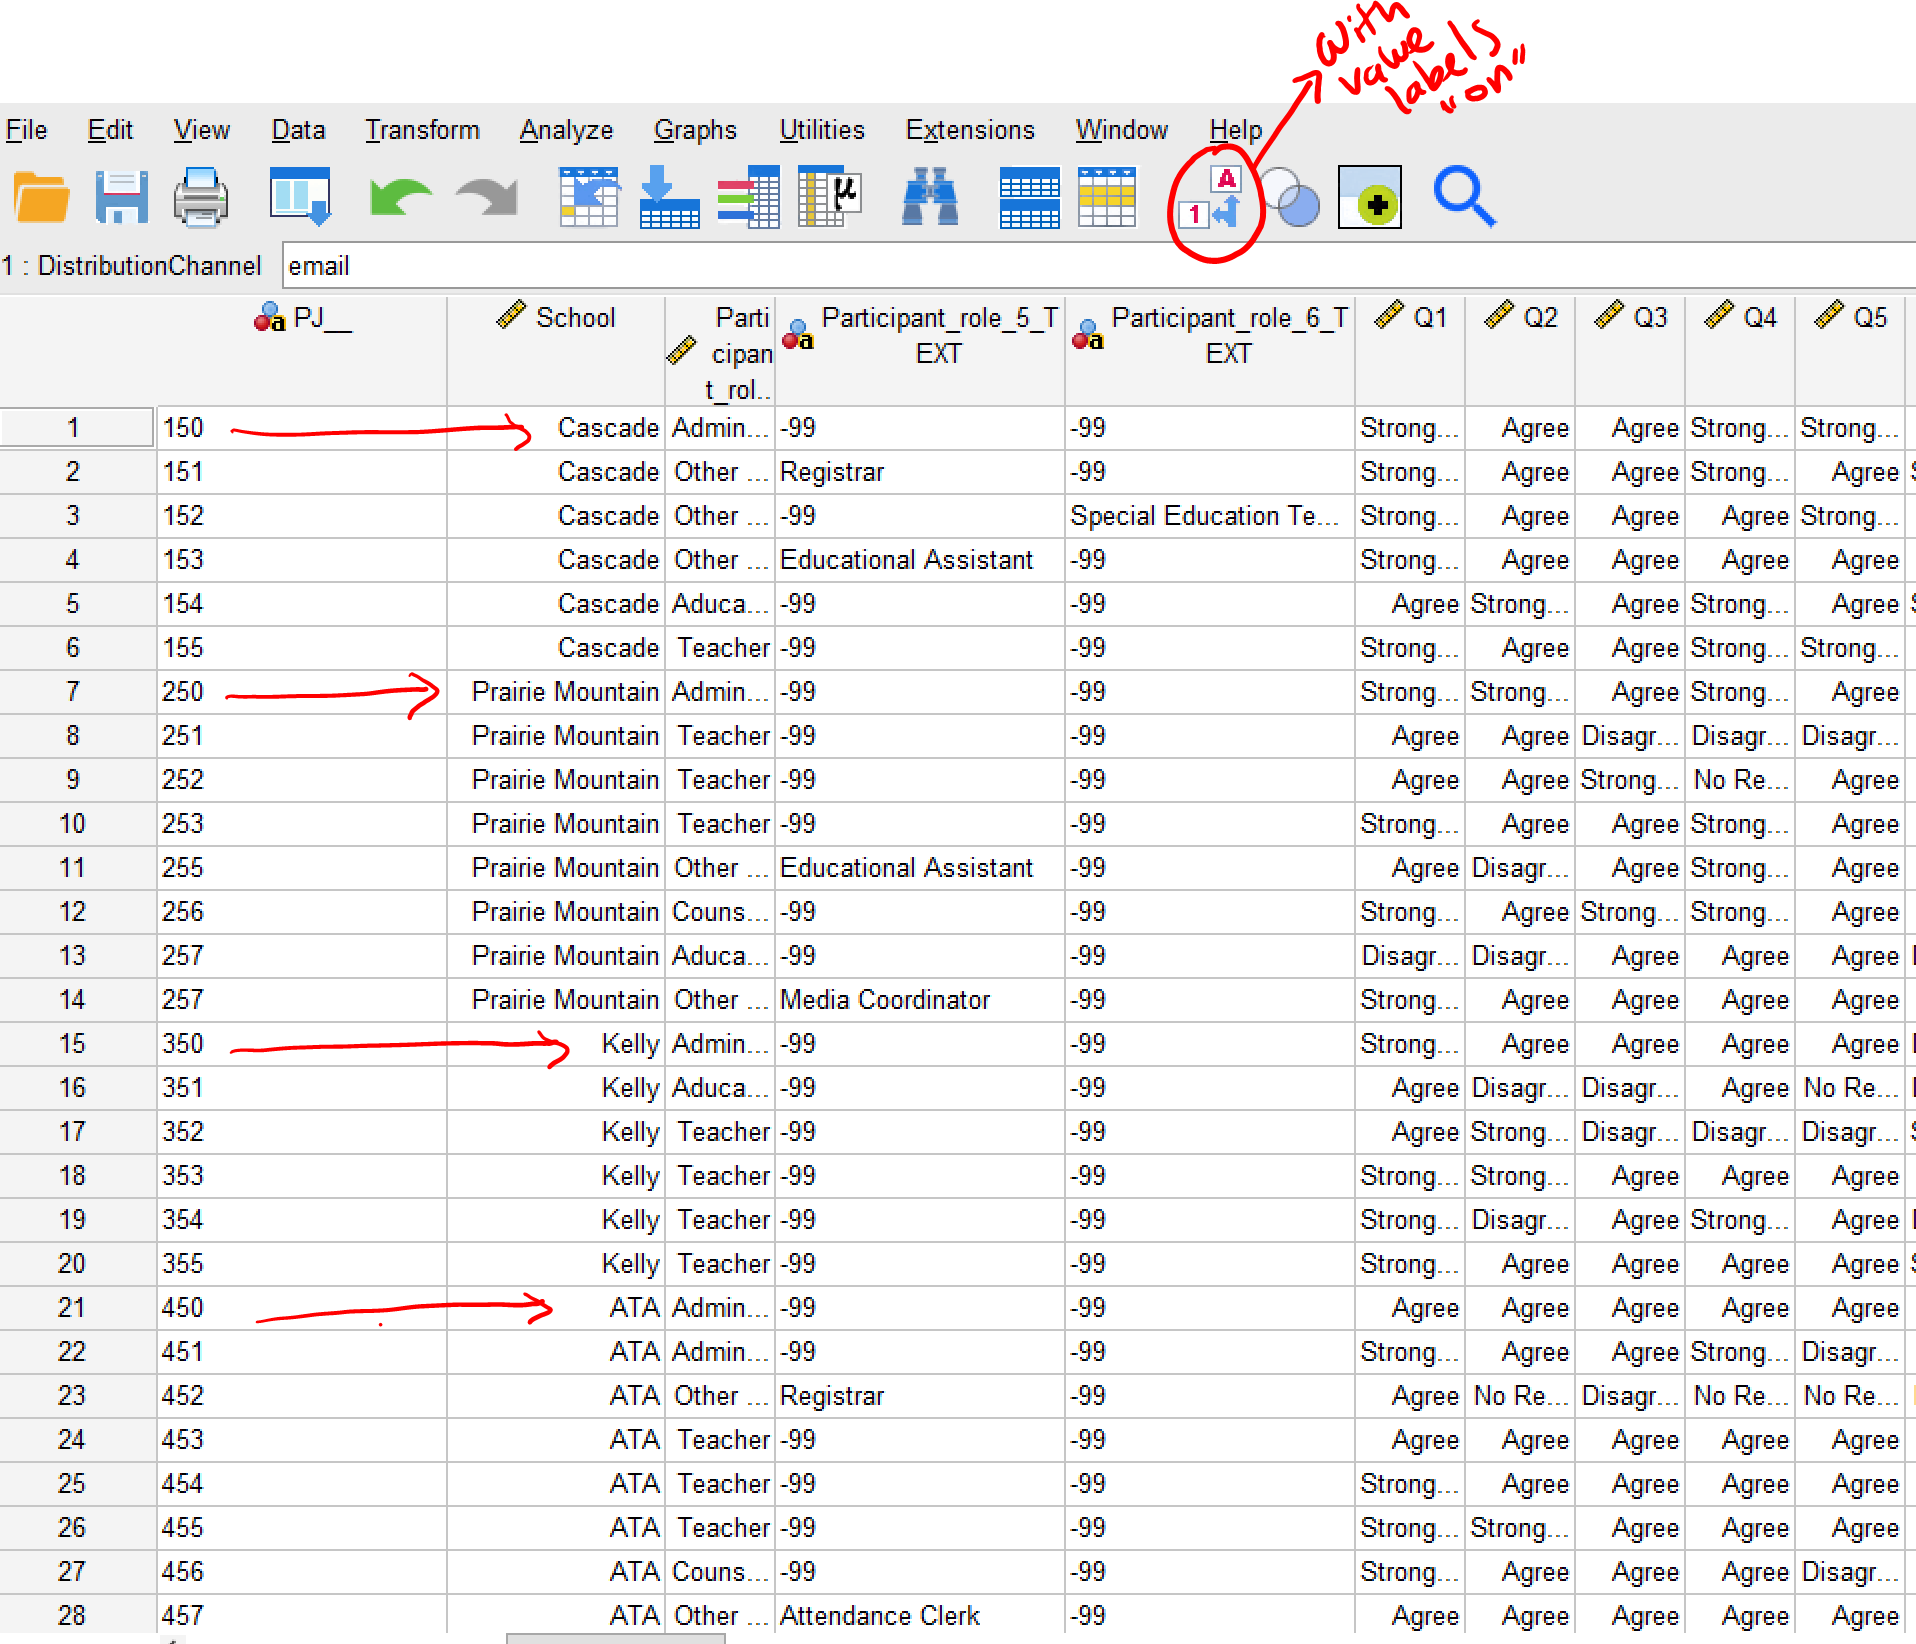 With
value
labels
"on"
File Edit View Data Transform Analyze Graphs Utilities Extensions Window Help
A
1
μ
1 : DistributionChannel email
PJ__ School Parti Participant_role_5_T Participant_role_6_T Q1 Q2 Q3 Q4 Q5
cipan EXT EXT
t_rol..
1 150 Cascade Admin... -99 -99 Strong... Agree Agree Strong... Strong...
2 151 Cascade Other ... Registrar -99 Strong... Agree Agree Strong... Agree
3 152 Cascade Other ... -99 Special Education Te... Strong... Agree Agree Agree Strong...
4 153 Cascade Other ... Educational Assistant -99 Strong... Agree Agree Agree Agree
5 154 Cascade Aduca... -99 -99 Agree Strong... Agree Strong... Agree
6 155 Cascade Teacher -99 -99 Strong... Agree Agree Strong... Strong...
7 250 Prairie Mountain Admin... -99 -99 Strong... Strong... Agree Strong... Agree
8 251 Prairie Mountain Teacher -99 -99 Agree Agree Disagr... Disagr... Disagr...
9 252 Prairie Mountain Teacher -99 -99 Agree Agree Strong... No Re... Agree
10 253 Prairie Mountain Teacher -99 -99 Strong... Agree Agree Strong... Agree
11 255 Prairie Mountain Other ... Educational Assistant -99 Agree Disagr... Agree Strong... Agree
12 256 Prairie Mountain Couns... -99 -99 Strong... Agree Strong... Strong... Agree
13 257 Prairie Mountain Aduca... -99 -99 Disagr... Disagr... Agree Agree Agree
14 257 Prairie Mountain Other ... Media Coordinator -99 Strong... Agree Agree Agree Agree
15 350 Kelly Admin... -99 -99 Strong... Agree Agree Agree Agree
16 351 Kelly Aduca... -99 -99 Agree Disagr... Disagr... Agree No Re...
17 352 Kelly Teacher -99 -99 Agree Strong... Disagr... Disagr... Disagr...
18 353 Kelly Teacher -99 -99 Strong... Strong... Agree Agree Agree
19 354 Kelly Teacher -99 -99 Strong... Disagr... Agree Strong... Agree
20 355 Kelly Teacher -99 -99 Strong... Agree Agree Agree Agree
21 450 ATA Admin... -99 -99 Agree Agree Agree Agree Agree
22 451 ATA Admin... -99 -99 Strong... Agree Agree Strong... Disagr...
23 452 ATA Other ... Registrar -99 Agree No Re... Disagr... No Re... No Re...
24 453 ATA Teacher -99 -99 Agree Agree Agree Agree Agree
25 454 ATA Teacher -99 -99 Strong... Agree Agree Agree Agree
26 455 ATA Teacher -99 -99 Strong... Strong... Agree Agree Agree
27 456 ATA Couns... -99 -99 Strong... Agree Agree Agree Disagr...
28 457 ATA Other ... Attendance Clerk -99 Agree Agree Agree Agree Agree